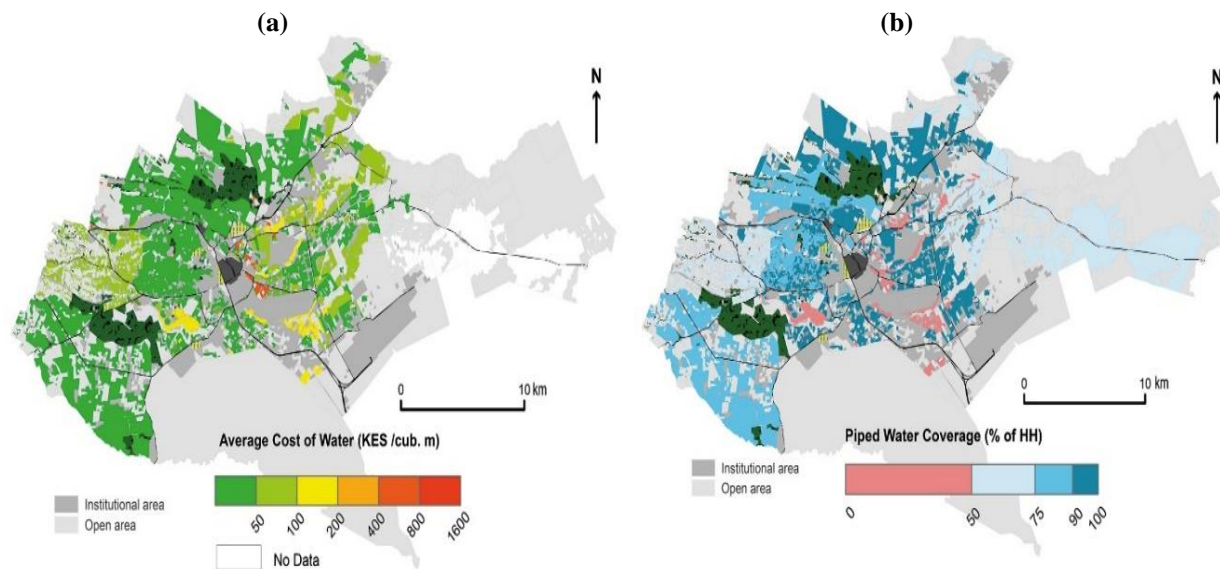 (a)
N
0 10 km
Average Cost of Water (KES /cub. m)
Institutional area
Open area
50 100 200 400 800 1600
No Data
(b)
N
0 10 km
Piped Water Coverage (% of HH)
Institutional area
Open area
0 50 75 90 100